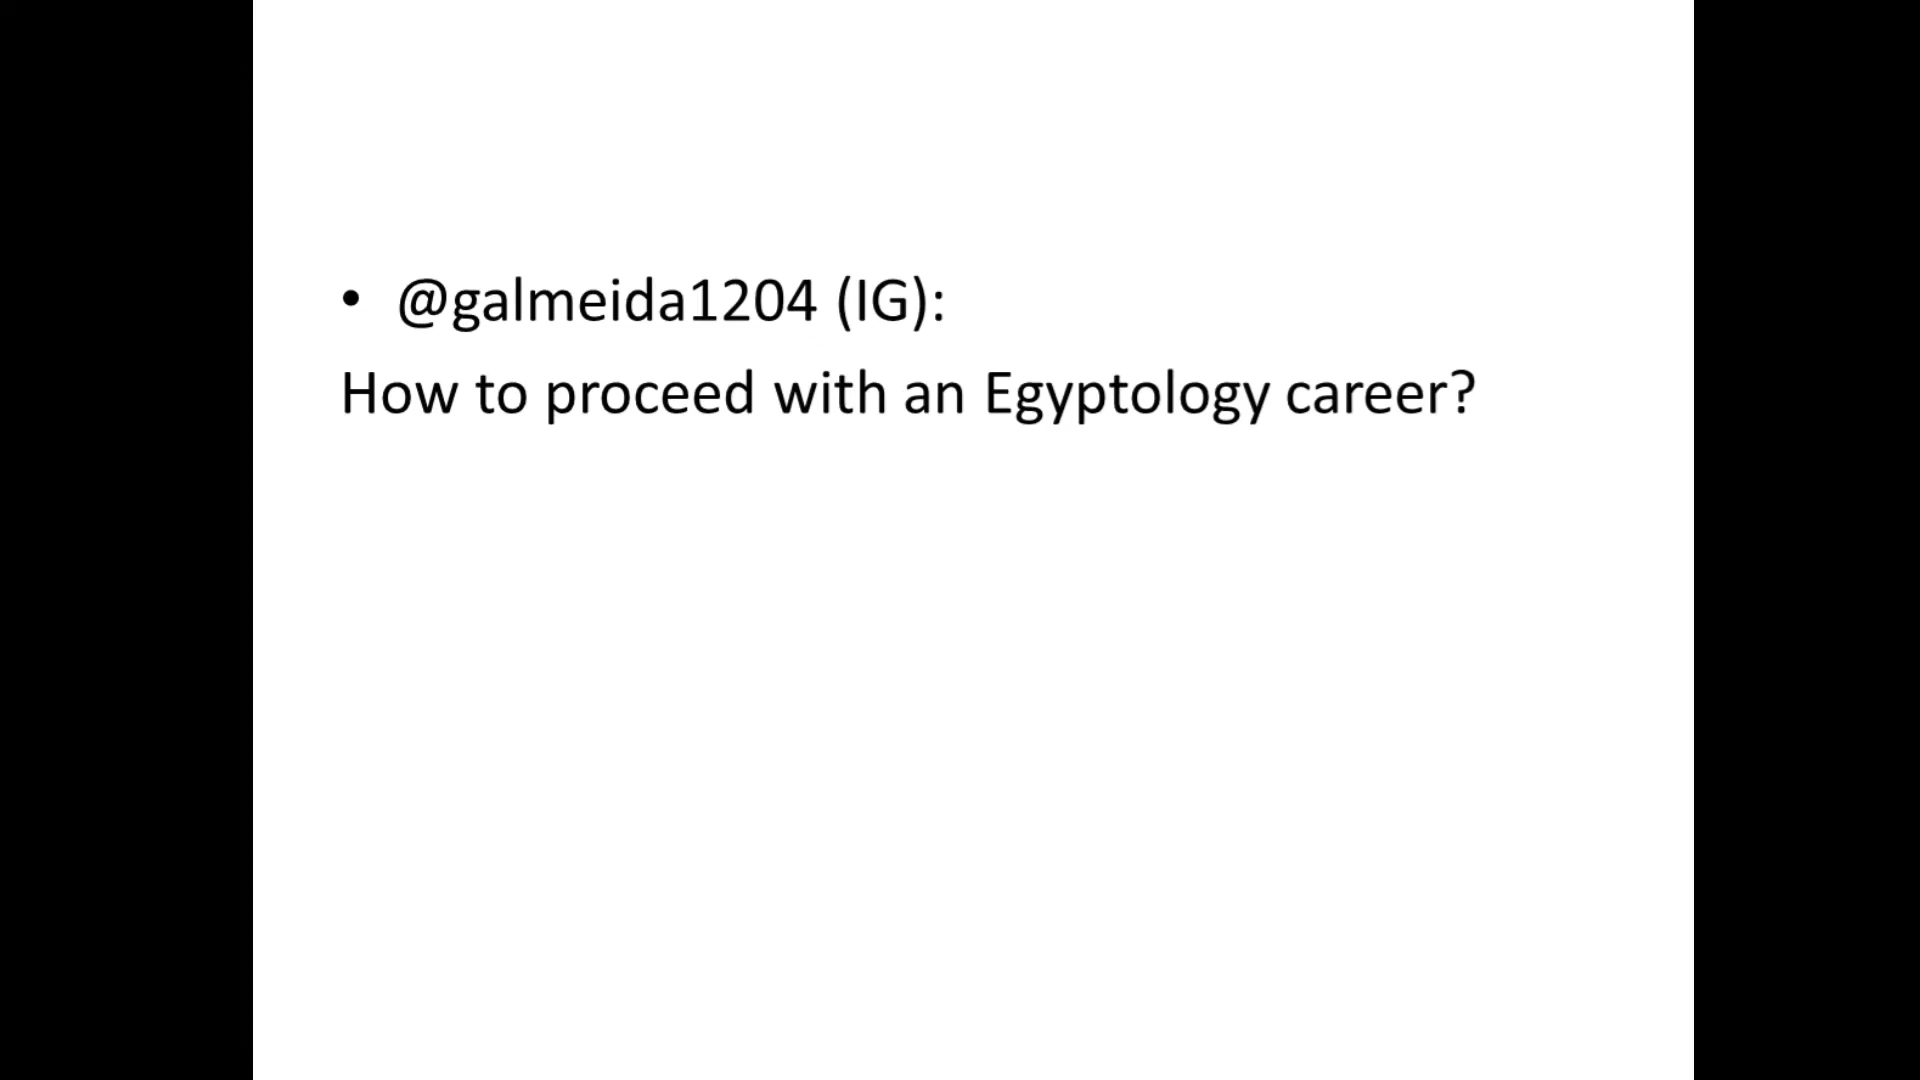 • @galmeida1204 (IG):
How to proceed with an Egyptology career?